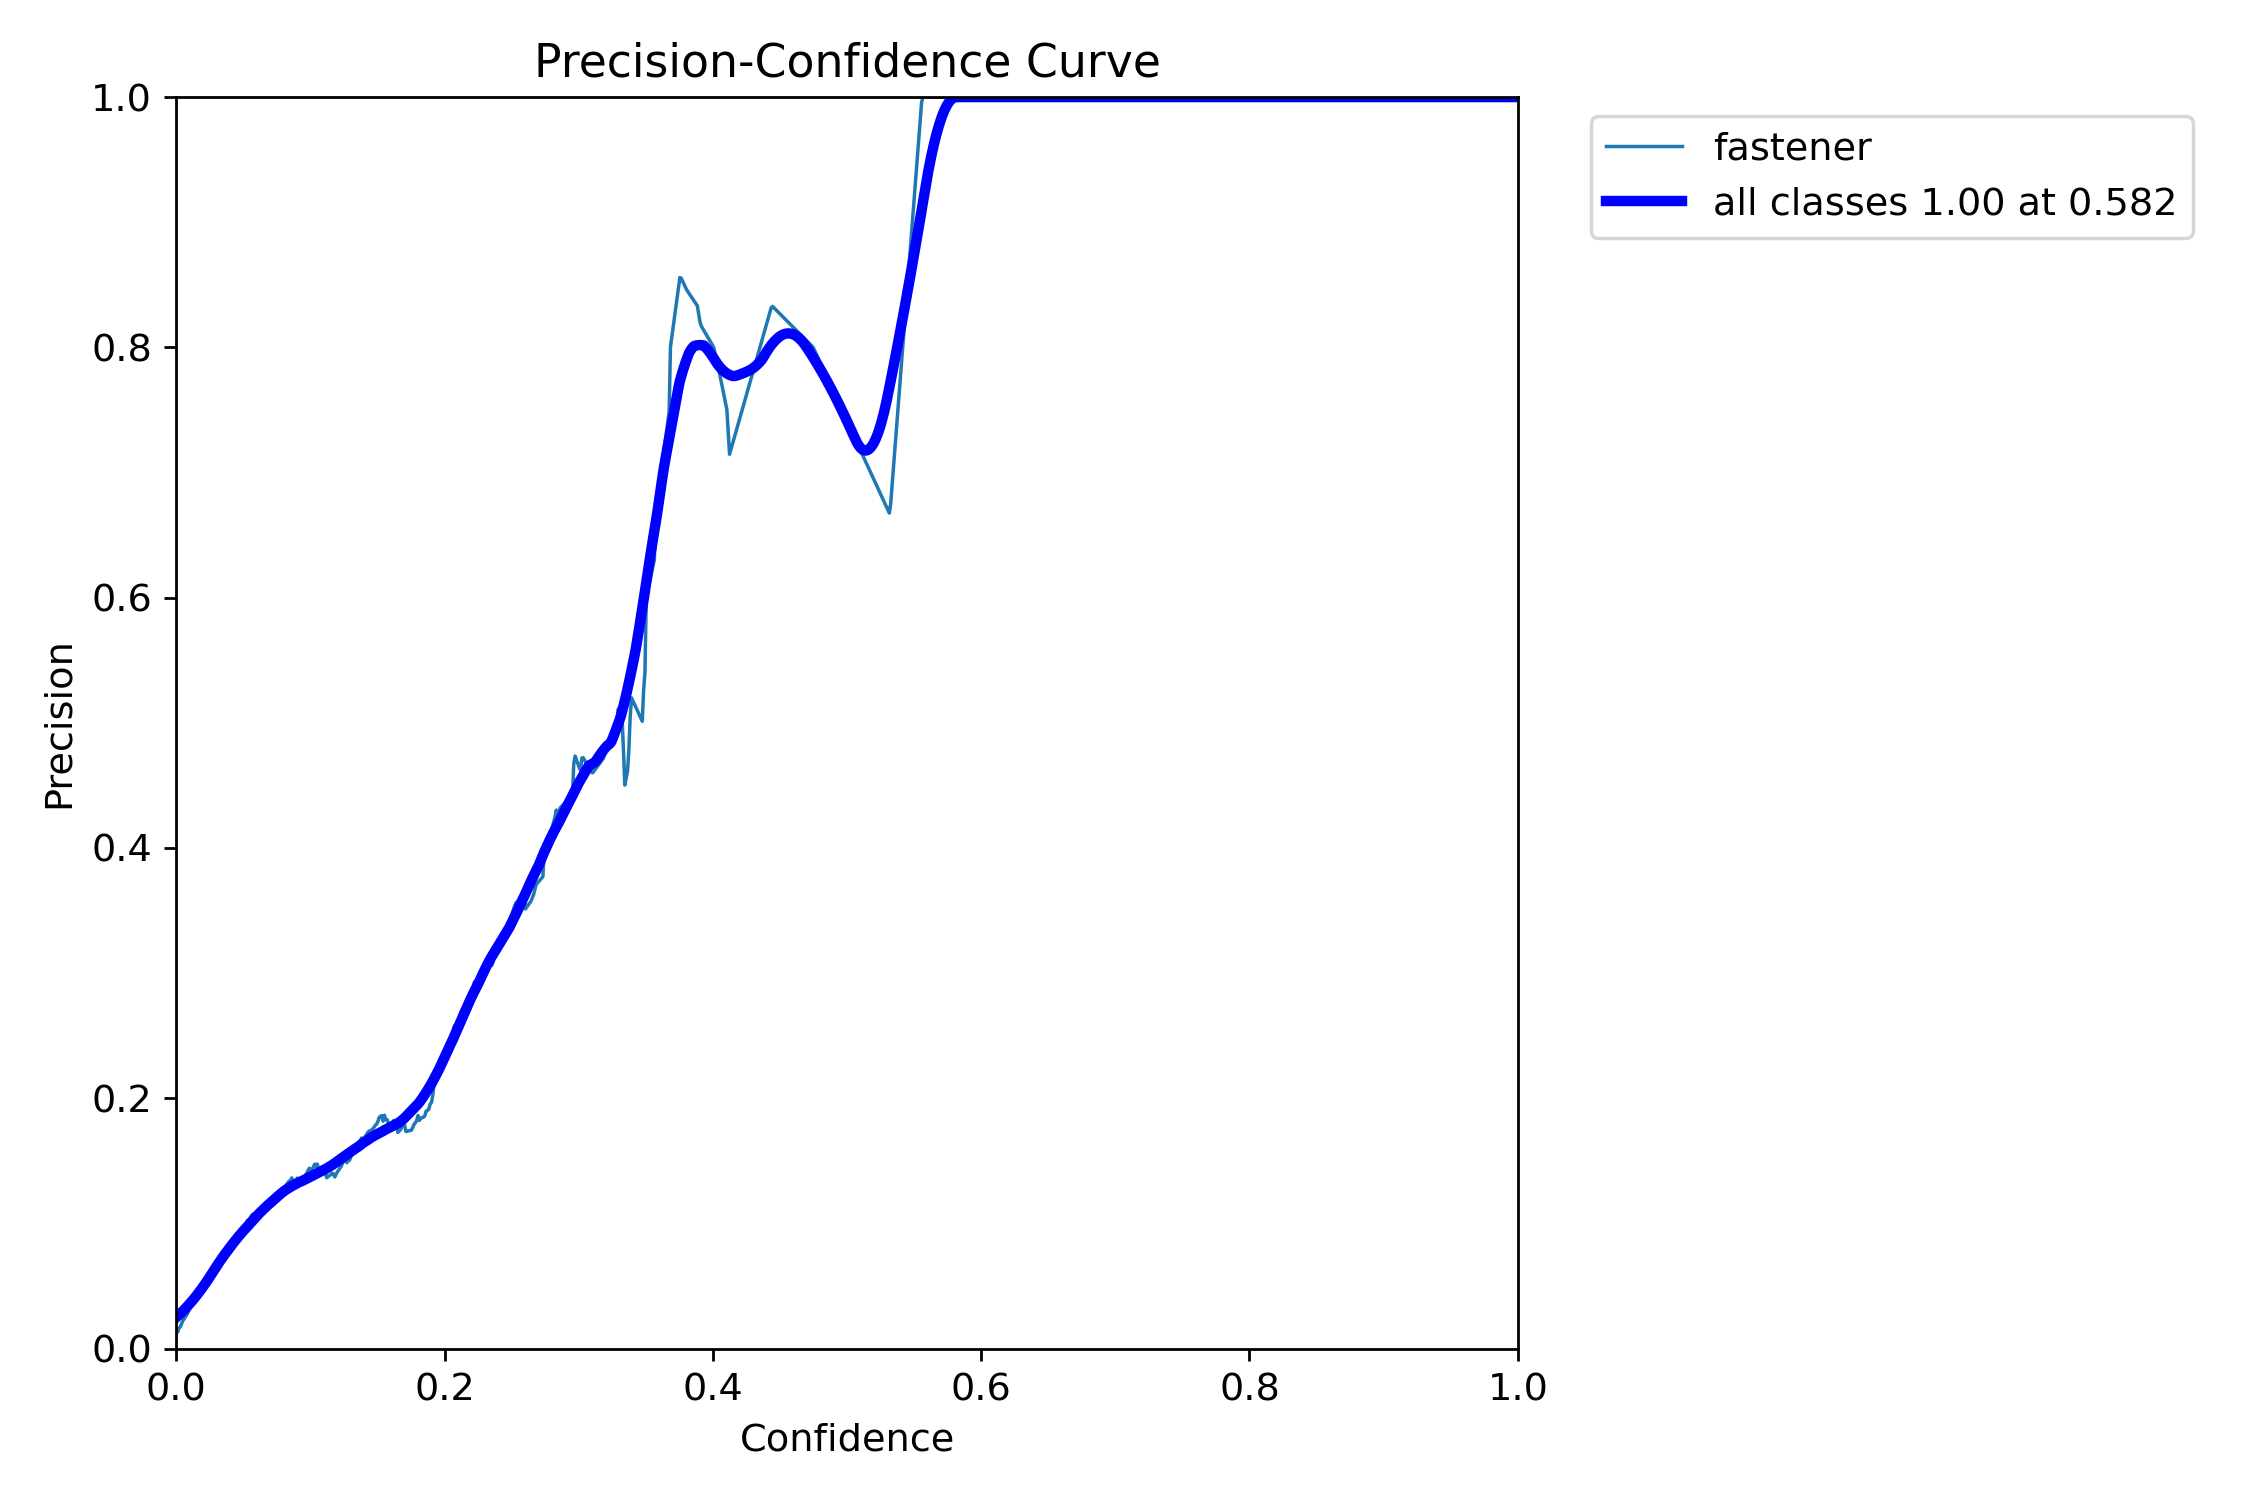 Precision-Confidence Curve
fastener
all classes 1.00 at 0.582
Precision
1.0
0.8
0.6
0.4
0.2
0.0
0.0 0.2 0.4 0.6 0.8 1.0
Confidence